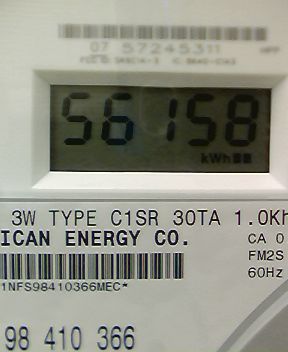 07 57245311
56158
kWh
3W TYPE C1SR 30TA 1.0Kh
ICAN ENERGY CO.
CA 0
FM2S
60Hz
1NFS98410366MEC*
98 410 366